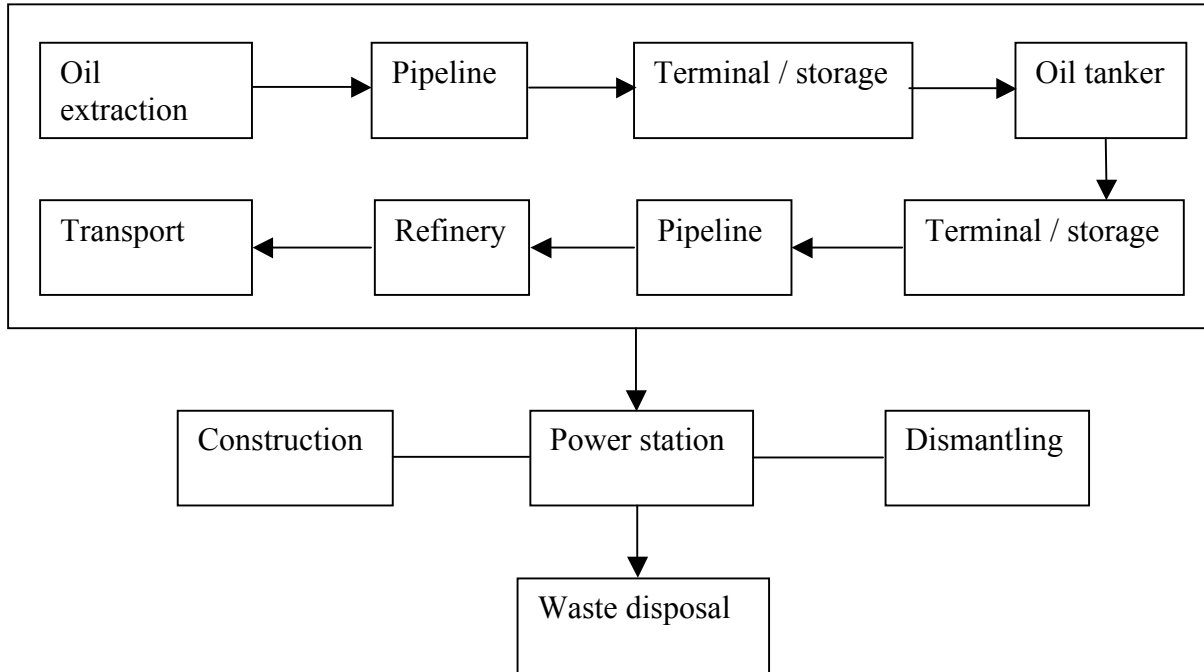 Oil
extraction
Pipeline
Terminal / storage
Oil tanker
Transport
Refinery
Pipeline
Terminal / storage
Construction
Power station
Dismantling
Waste disposal